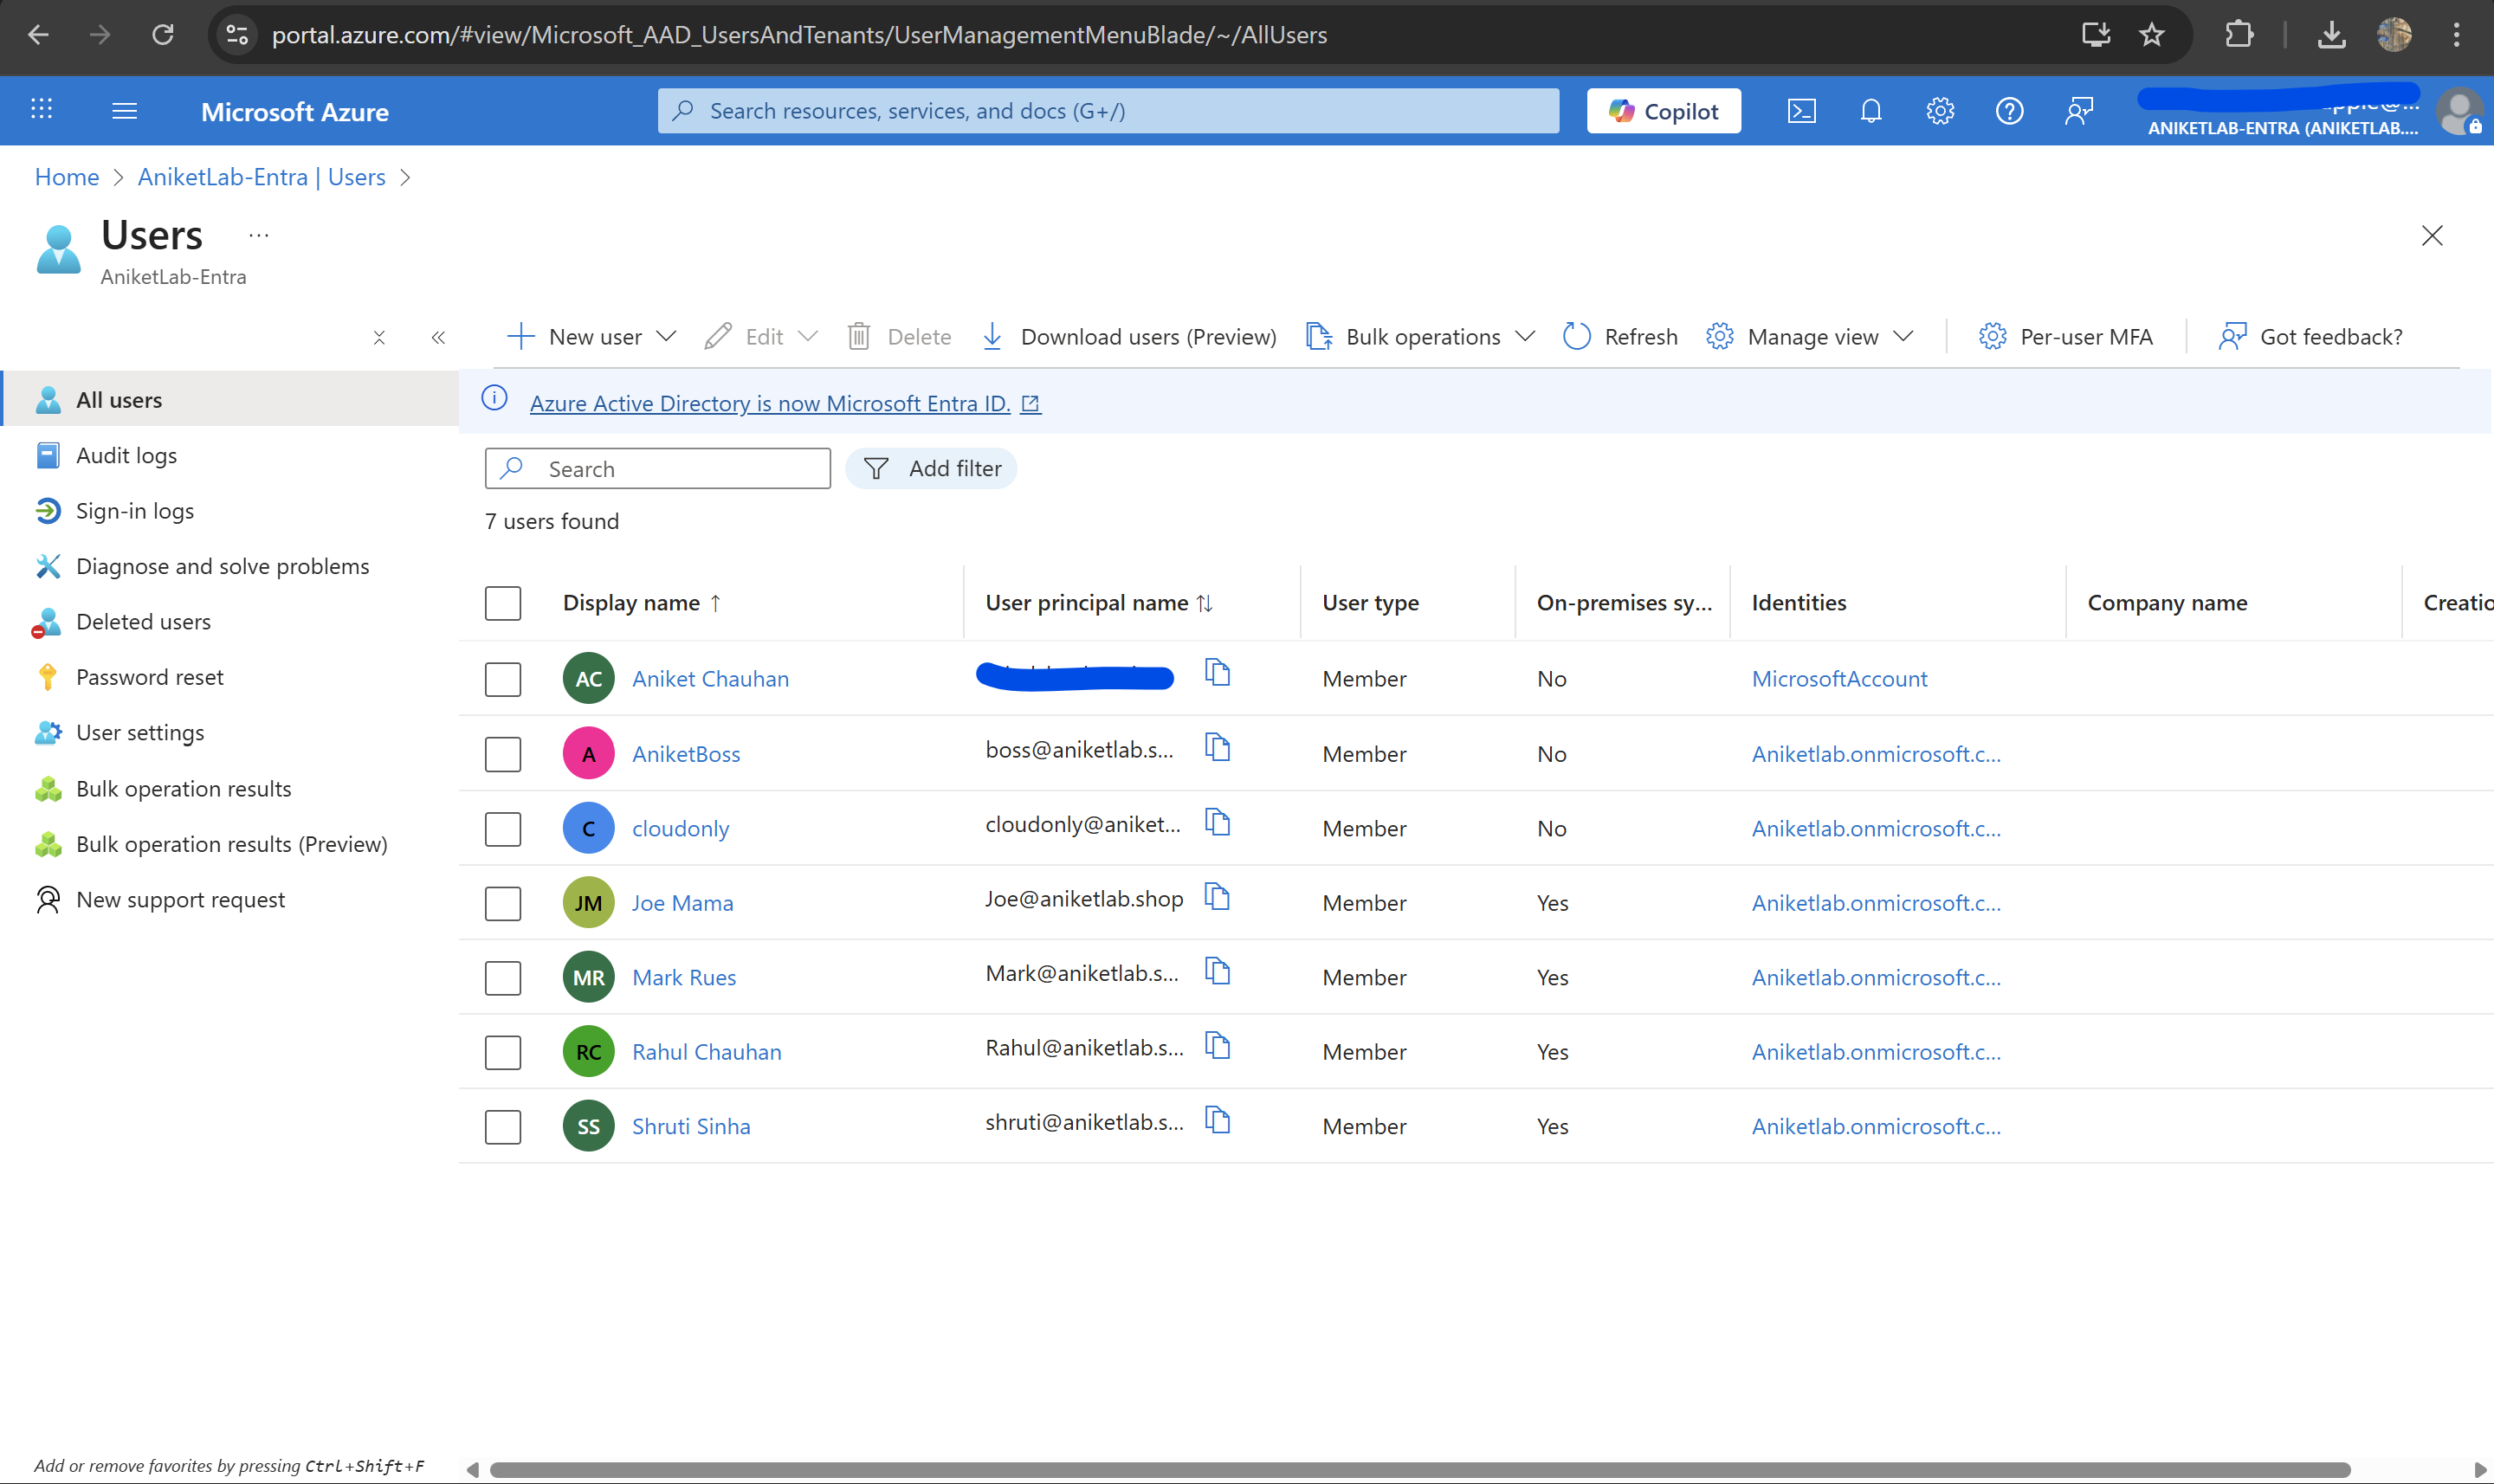 portal.azure.com/#view/Microsoft_AAD_UsersAndTenants/UserManagementMenuBlade/~/AllUsers
Microsoft Azure
Search resources, services, and docs (G+/)
Copilot
ANIKETLAB-ENTRA (ANIKETLAB....
Home > AniketLab-Entra | Users >
Users ...
AniketLab-Entra
New user
Edit
Delete
Download users (Preview)
Bulk operations
Refresh
Manage view
Per-user MFA
Got feedback?
All users
Audit logs
Sign-in logs
Diagnose and solve problems
Deleted users
Password reset
User settings
Bulk operation results
Bulk operation results (Preview)
New support request
Azure Active Directory is now Microsoft Entra ID.
Search
Add filter
7 users found
Display name ↑ User principal name ↑↓ User type On-premises sy... Identities Company name Creatio
AC Aniket Chauhan Member No MicrosoftAccount
A AniketBoss boss@aniketlab.s... Member No Aniketlab.onmicrosoft.c...
C cloudonly cloudonly@aniket... Member No Aniketlab.onmicrosoft.c...
JM Joe Mama Joe@aniketlab.shop Member Yes Aniketlab.onmicrosoft.c...
MR Mark Rues Mark@aniketlab.s... Member Yes Aniketlab.onmicrosoft.c...
RC Rahul Chauhan Rahul@aniketlab.s... Member Yes Aniketlab.onmicrosoft.c...
SS Shruti Sinha shruti@aniketlab.s... Member Yes Aniketlab.onmicrosoft.c...
Add or remove favorites by pressing Ctrl+Shift+F